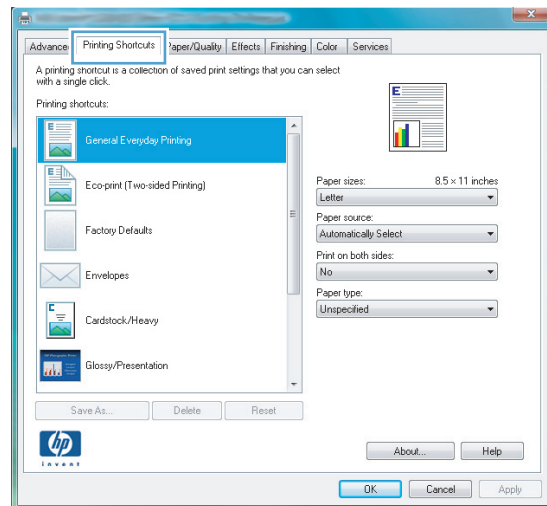 Advance
Printing Shortcuts
Paper/Quality
Effects
Finishing
Color
Services
A printing shortcut is a collection of saved print settings that you can select
with a single click.
Printing shortcuts:
General Everyday Printing
Eco-print (Two-sided Printing)
Factory Defaults
Envelopes
Cardstock/Heavy
Glossy/Presentation
E
Paper sizes: 8.5 × 11 inches
Letter
Paper source:
Automatically Select
Print on both sides:
No
Paper type:
Unspecified
Save As... Delete Reset
hp
invent
About... Help
OK Cancel Apply